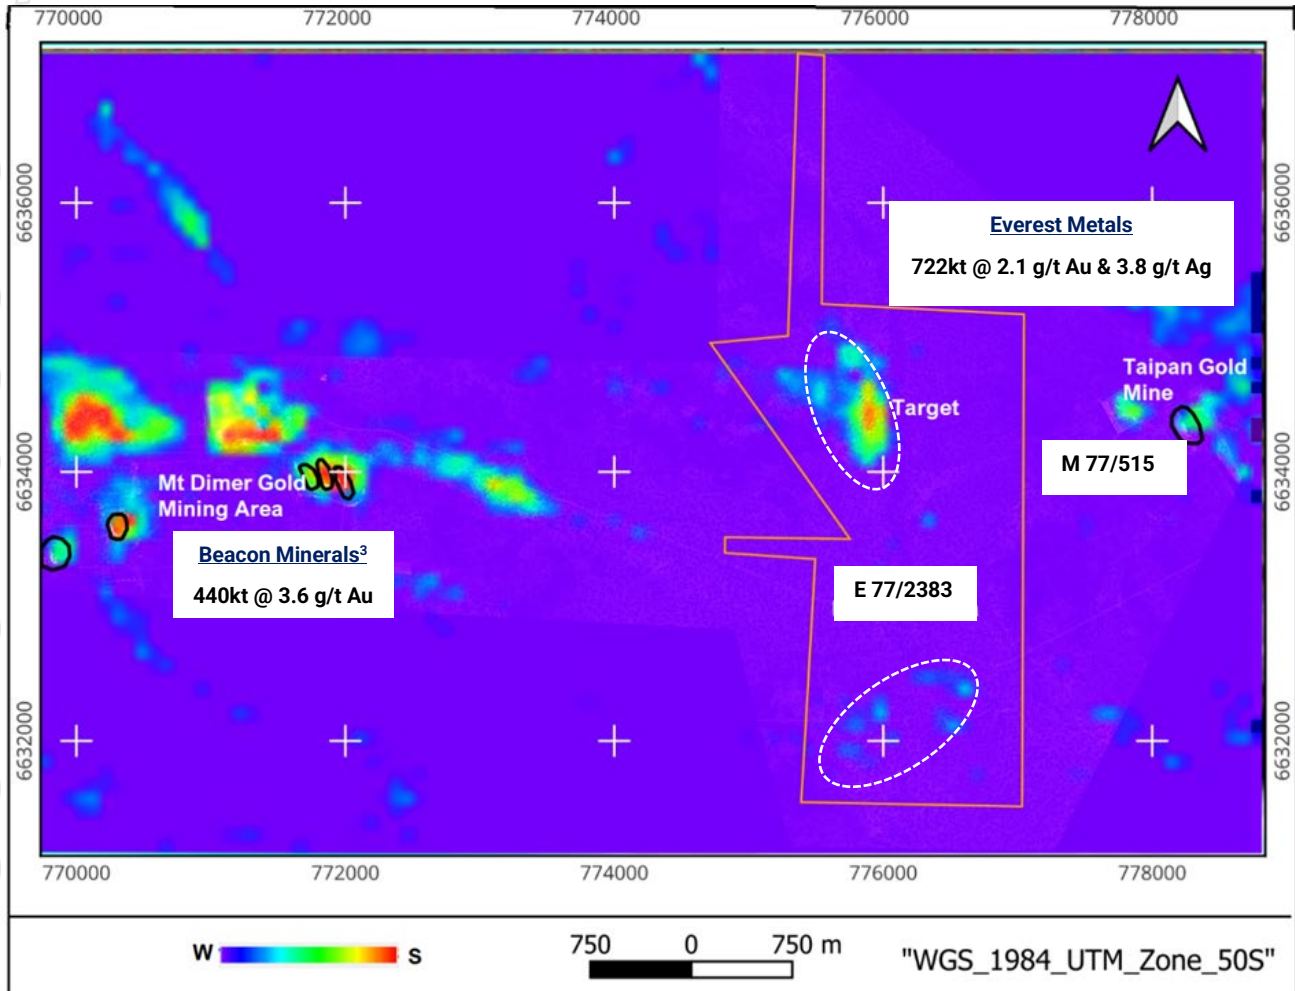 770000 772000 774000 776000 778000
6636000 6636000
Everest Metals
722kt @ 2.1 g/t Au & 3.8 g/t Ag
Taipan Gold
Mine
Target
6634000 6634000
M 77/515
Mt Dimer Gold
Mining Area
Beacon Minerals³
440kt @ 3.6 g/t Au
E 77/2383
6632000 6632000
770000 772000 774000 776000 778000
W S
750 0 750 m
"WGS_1984_UTM_Zone_50S"